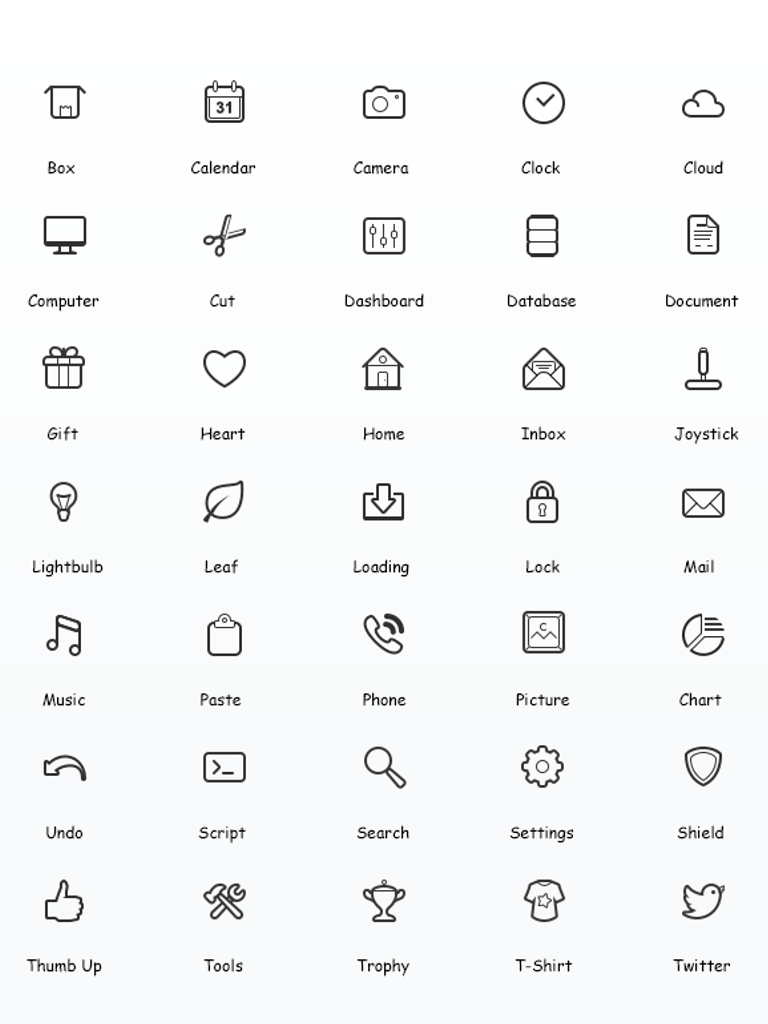 31
Box Calendar Camera Clock Cloud
Computer Cut Dashboard Database Document
Gift Heart Home Inbox Joystick
Lightbulb Leaf Loading Lock Mail
Music Paste Phone Picture Chart
Undo Script Search Settings Shield
Thumb Up Tools Trophy T-Shirt Twitter